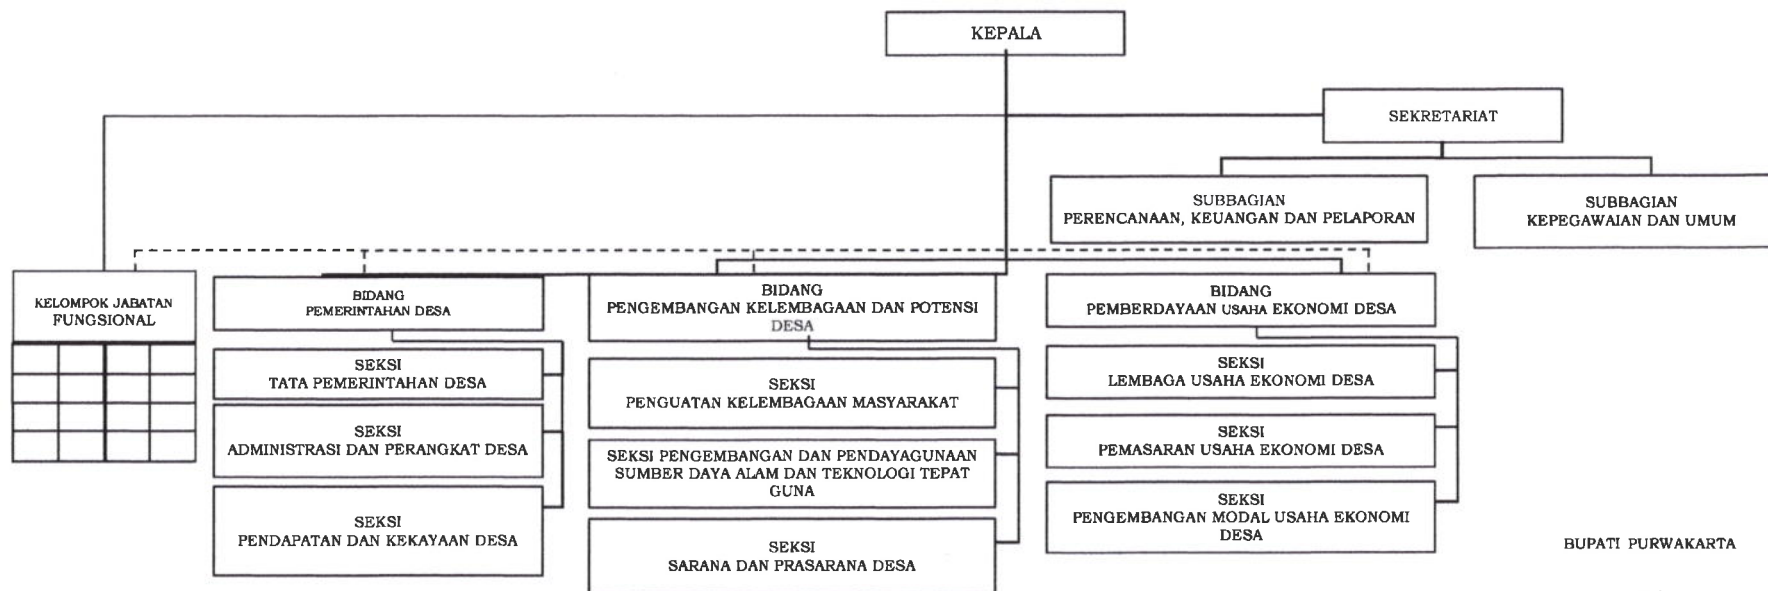 KEPALA
SEKRETARIAT
SUBBAGIAN
PERENCANAAN, KEUANGAN DAN PELAPORAN
SUBBAGIAN
KEPEGAWAIAN DAN UMUM
KELOMPOK JABATAN
FUNGSIONAL
BIDANG
PEMERINTAHAN DESA
SEKSI
TATA PEMERINTAHAN DESA
SEKSI
ADMINISTRASI DAN PERANGKAT DESA
SEKSI
PENDAPATAN DAN KEKAYAAN DESA
BIDANG
PENGEMBANGAN KELEMBAGAAN DAN POTENSI
DESA
SEKSI
PENGUATAN KELEMBAGAAN MASYARAKAT
SEKSI PENGEMBANGAN DAN PENDAYAGUNAAN
SUMBER DAYA ALAM DAN TEKNOLOGI TEPAT
GUNA
SEKSI
SARANA DAN PRASARANA DESA
BIDANG
PEMBERDAYAAN USAHA EKONOMI DESA
SEKSI
LEMBAGA USAHA EKONOMI DESA
SEKSI
PEMASARAN USAHA EKONOMI DESA
SEKSI
PENGEMBANGAN MODAL USAHA EKONOMI
DESA
BUPATI PURWAKARTA